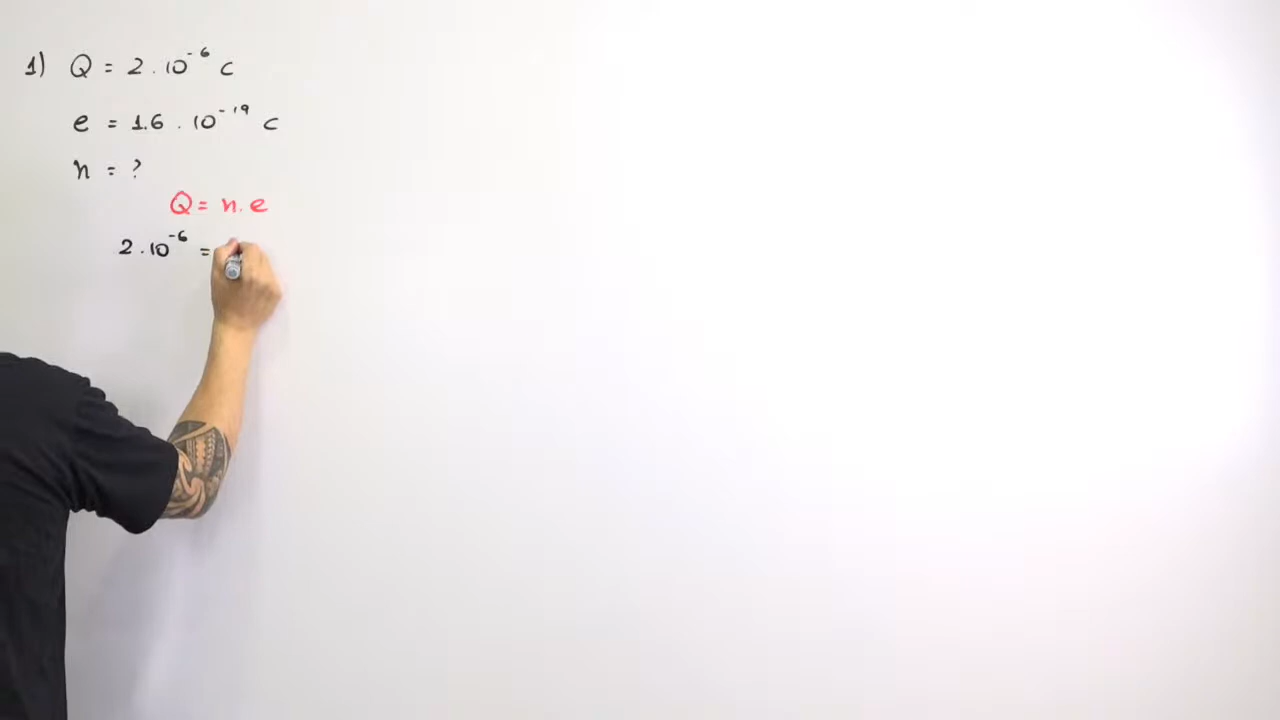 1) Q = 2 . 10⁻⁶ c
e = 1.6 . 10⁻¹⁹ c
n = ?
Q = n. e
2 . 10⁻⁶ =